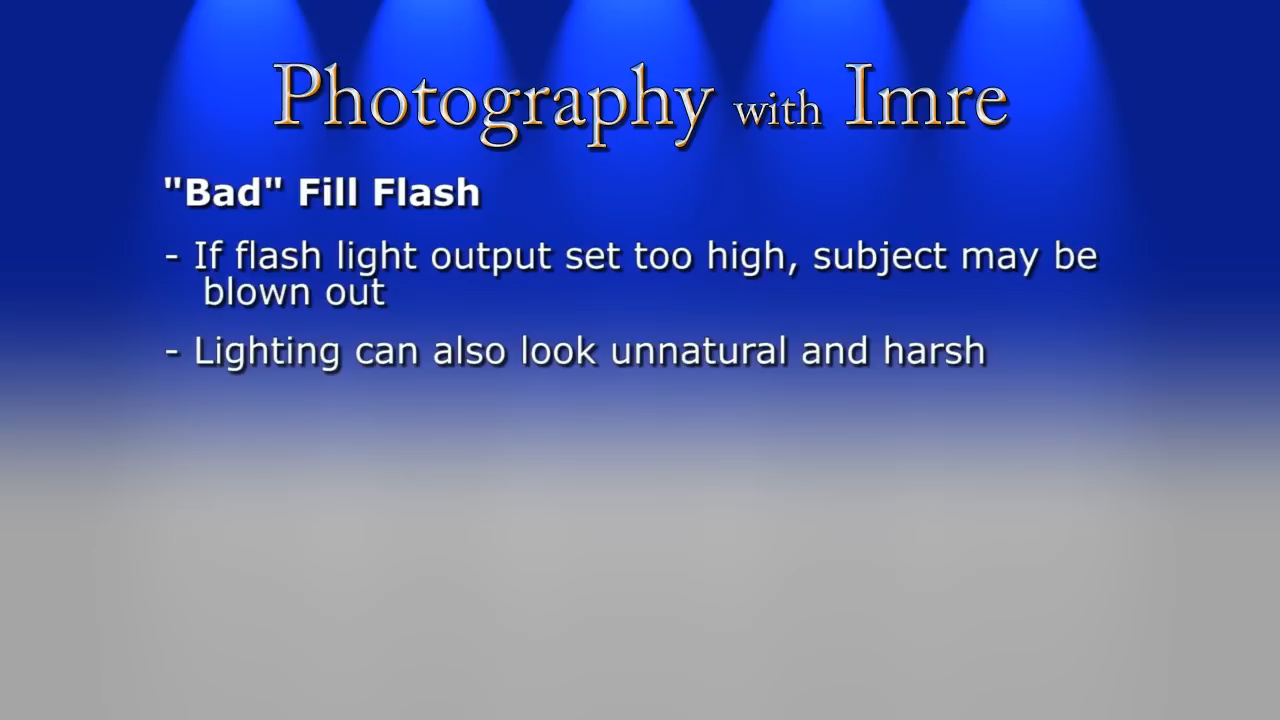 Photography with Imre
"Bad" Fill Flash
- If flash light output set too high, subject may be
blown out
- Lighting can also look unnatural and harsh